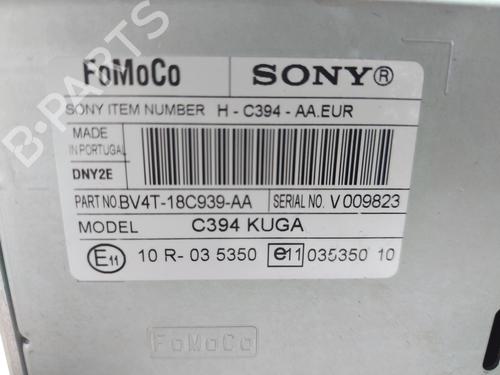 FoMoCo SONY®
SONY ITEM NUMBER H - C394 - AA.EUR
MADE
IN PORTUGAL
DNY2E
PART NO. BV4T-18C939-AA SERIAL NO. V 009823
MODEL C394 KUGA
E11 10 R- 03 5350 e11 035350 10
FoMoCo
B-PARTS